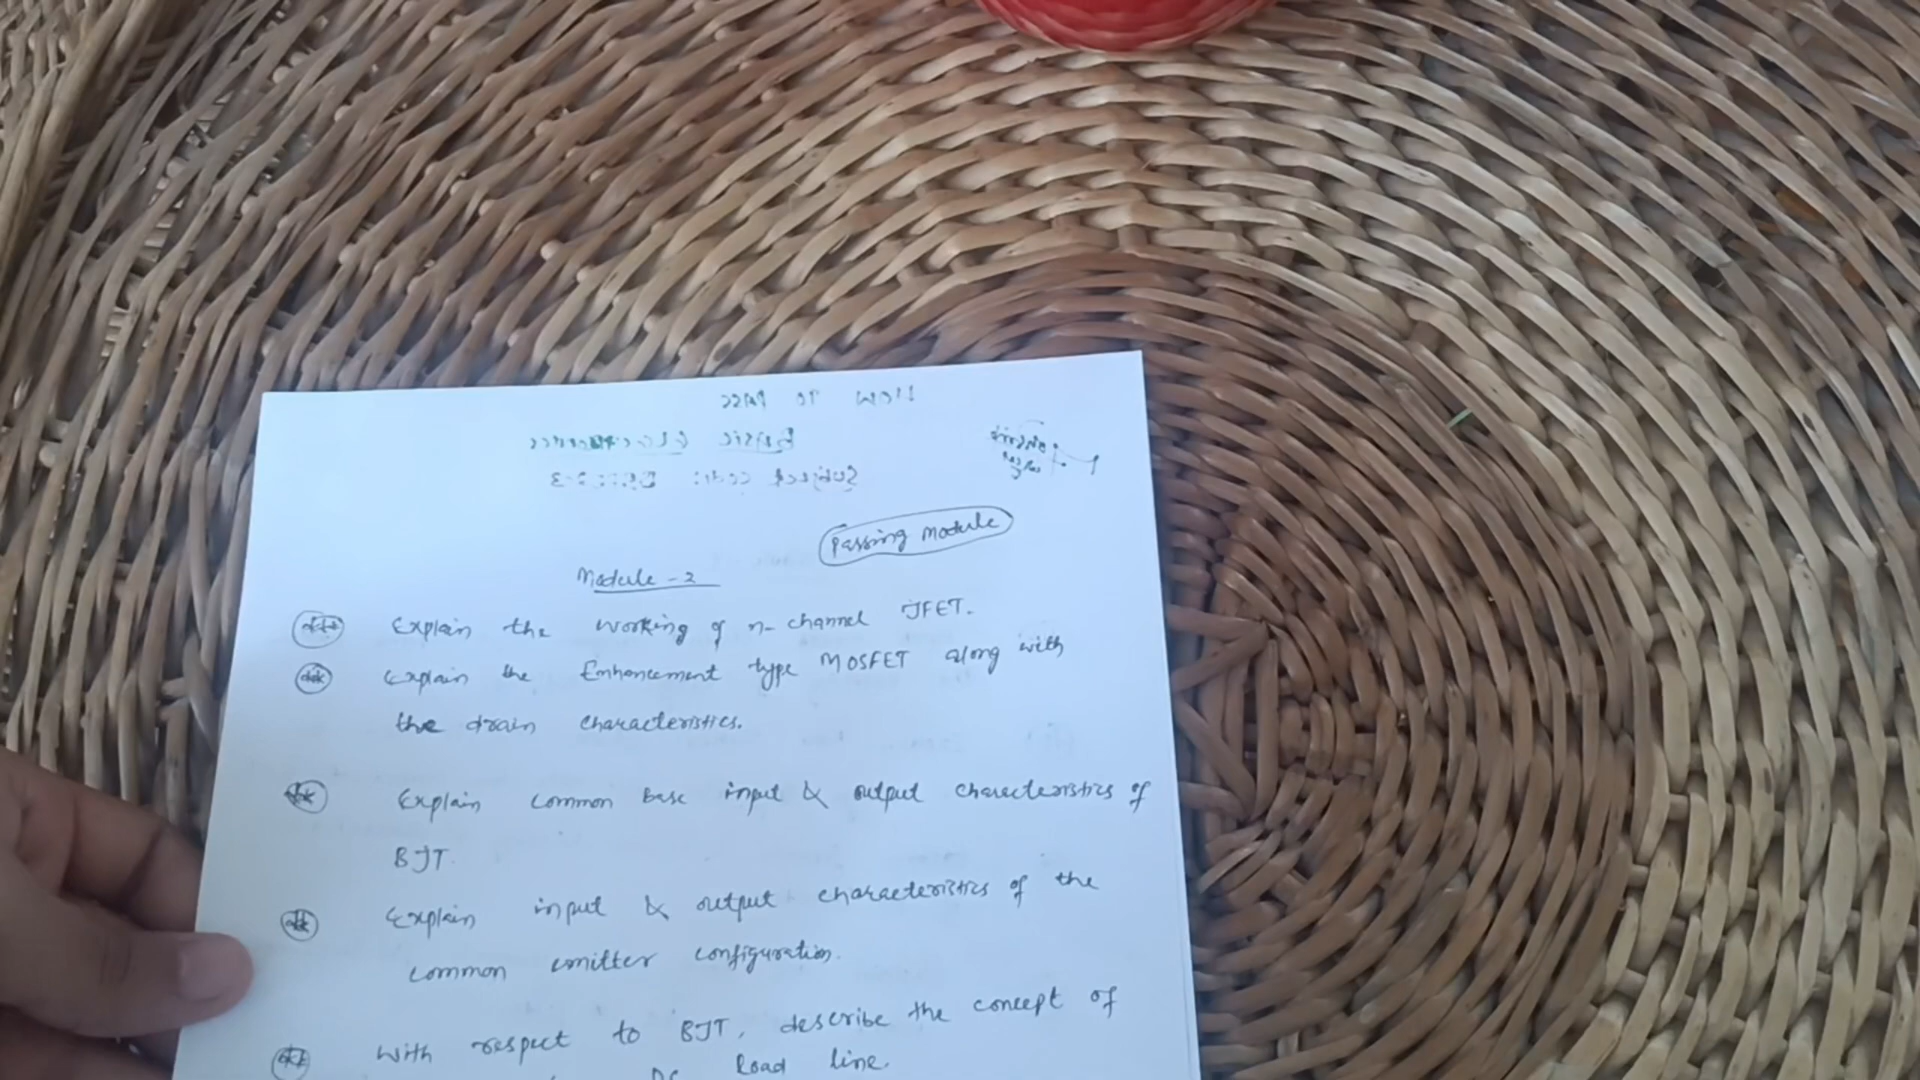 Passing module
Module - 2
Explain the working of n- channel JFET.
Explain the Enhancement type MOSFET along with
the drain characteristics.
Explain common Base input & output characteristics of
BJT.
Explain input & output characteristics of the
common emitter configuration.
With respect to BJT, describe the concept of
DC load line.